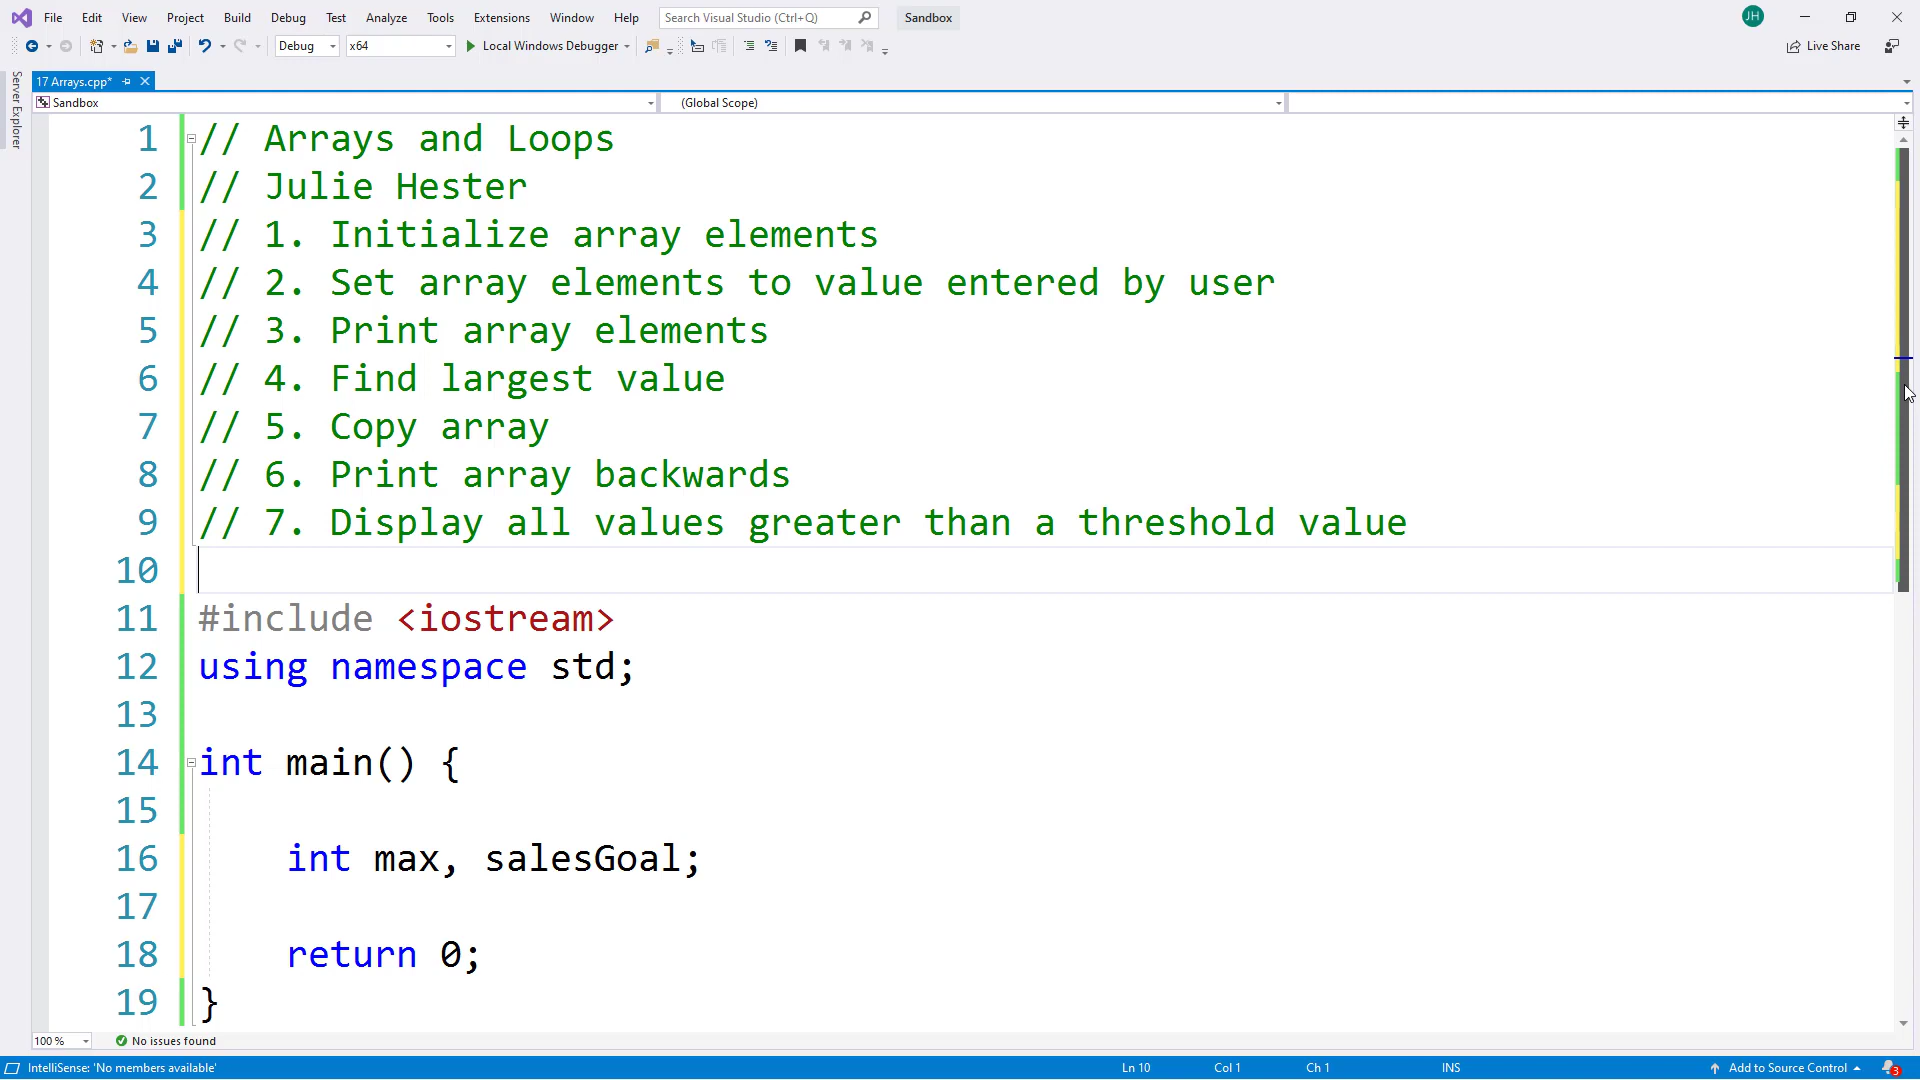 File Edit View Project Build Debug Test Analyze Tools Extensions Window Help Search Visual Studio (Ctrl+Q) Sandbox JH
Debug x64 Local Windows Debugger Live Share
Server Explorer
17 Arrays.cpp*
Sandbox (Global Scope)
1 // Arrays and Loops
2 // Julie Hester
3 // 1. Initialize array elements
4 // 2. Set array elements to value entered by user
5 // 3. Print array elements
6 // 4. Find largest value
7 // 5. Copy array
8 // 6. Print array backwards
9 // 7. Display all values greater than a threshold value
10
11 #include <iostream>
12 using namespace std;
13
14 int main() {
15
16 int max, salesGoal;
17
18 return 0;
19 }
100 % No issues found
IntelliSense: 'No members available' Ln 10 Col 1 Ch 1 INS Add to Source Control 3